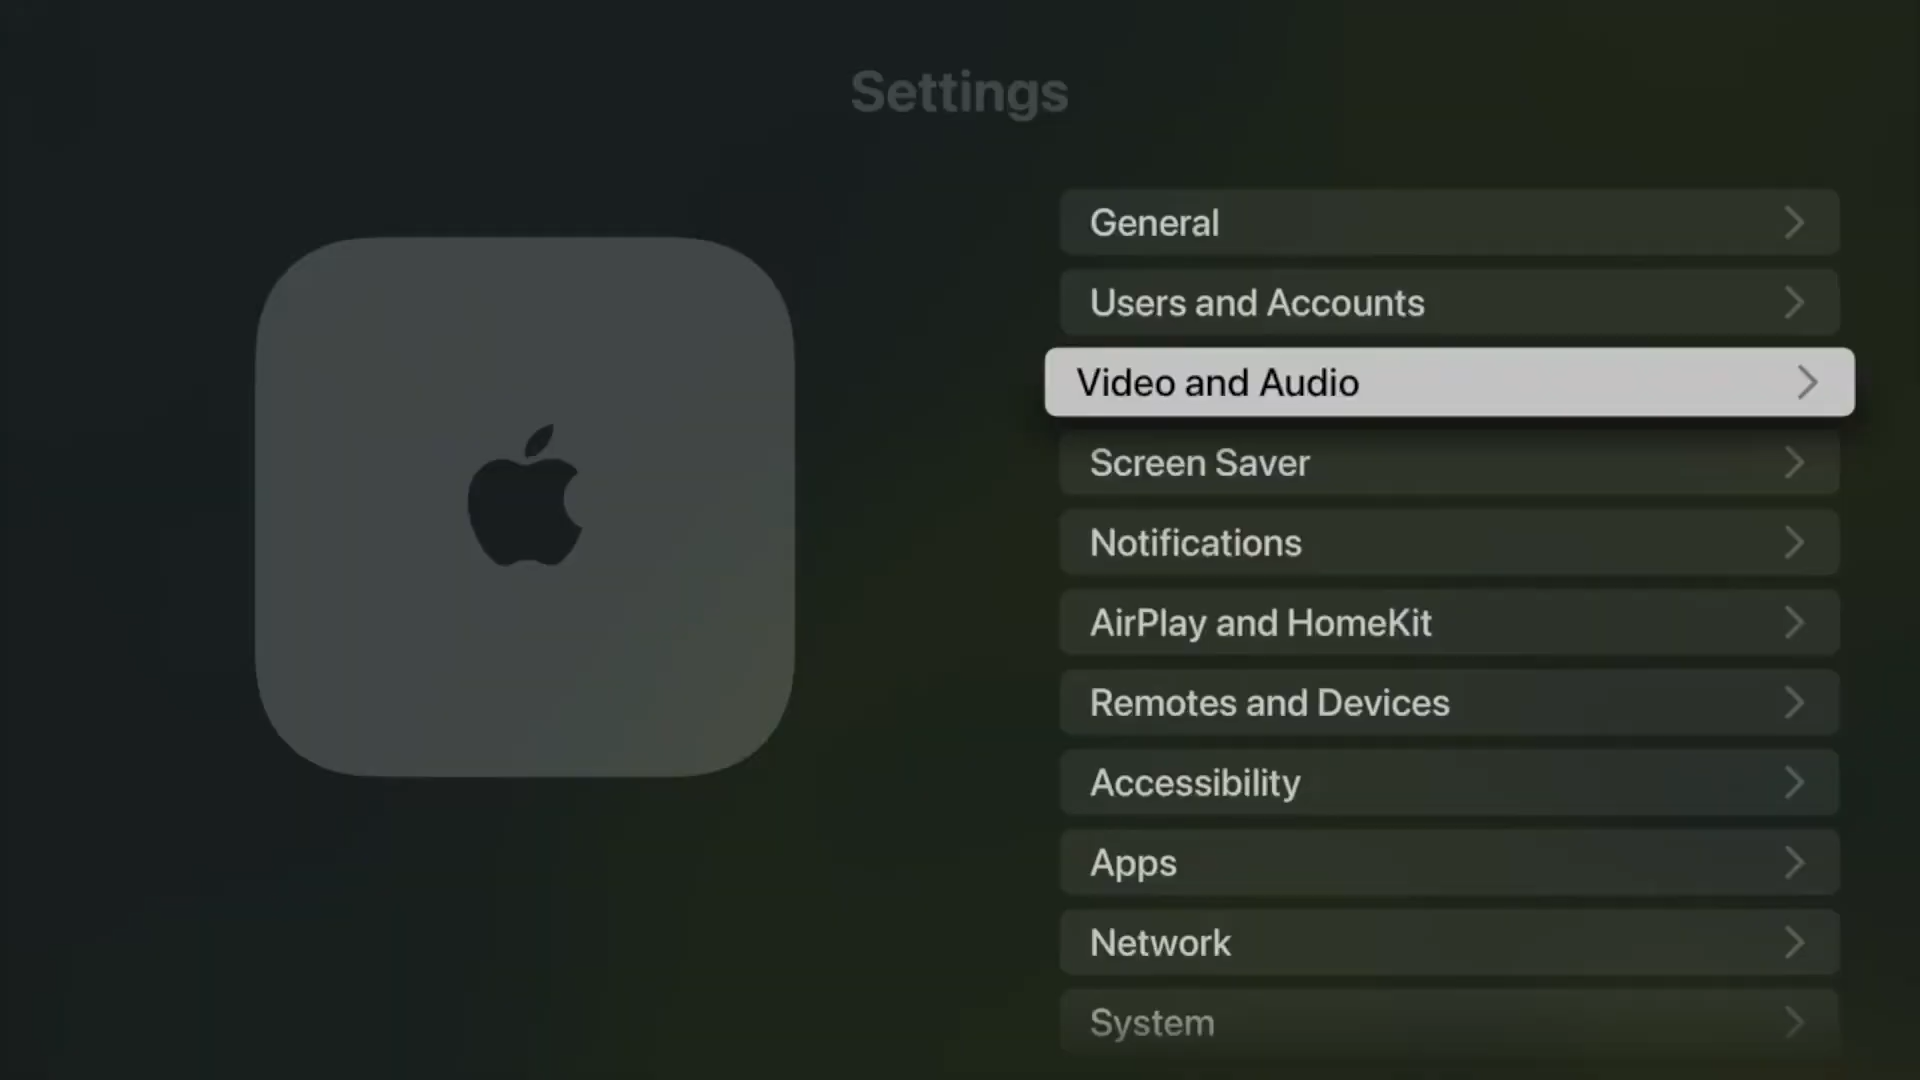 Settings
General
Users and Accounts
Video and Audio
Screen Saver
Notifications
AirPlay and HomeKit
Remotes and Devices
Accessibility
Apps
Network
System